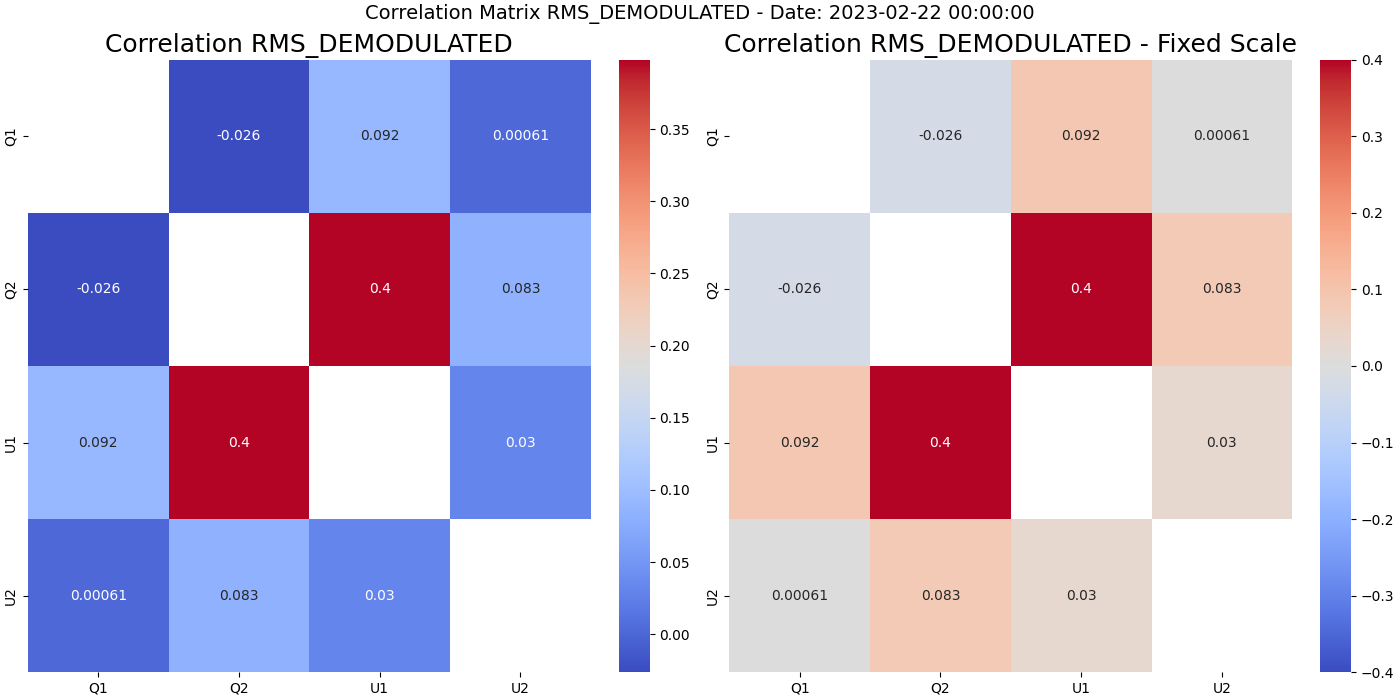 Correlation Matrix RMS_DEMODULATED - Date: 2023-02-22 00:00:00
Correlation RMS_DEMODULATED
Q1
-0.026
0.092
0.00061
Q2
-0.026
0.4
0.083
U1
0.092
0.4
0.03
U2
0.00061
0.083
0.03
Q1
Q2
U1
U2
0.35
0.30
0.25
0.20
0.15
0.10
0.05
0.00
Correlation RMS_DEMODULATED - Fixed Scale
Q1
-0.026
0.092
0.00061
Q2
-0.026
0.4
0.083
U1
0.092
0.4
0.03
U2
0.00061
0.083
0.03
Q1
Q2
U1
U2
0.4
0.3
0.2
0.1
0.0
−0.1
−0.2
−0.3
−0.4